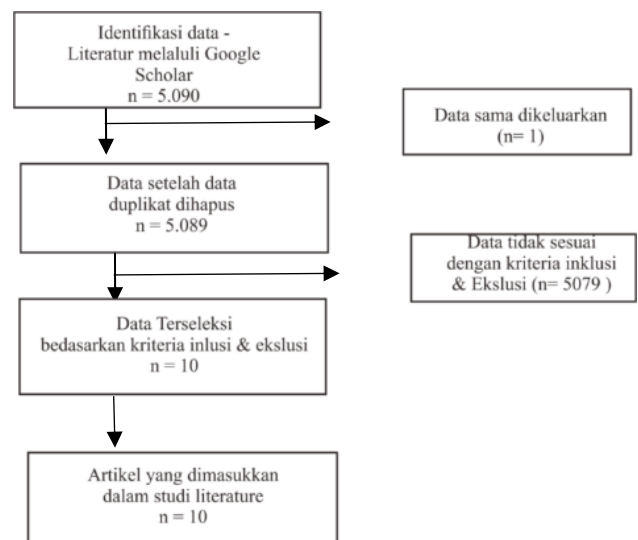 Identifikasi data -
Literatur melaluli Google
Scholar
n = 5.090
Data sama dikeluarkan
(n= 1)
Data setelah data
duplikat dihapus
n = 5.089
Data tidak sesuai
dengan kriteria inklusi
& Ekslusi (n= 5079 )
Data Terseleksi
bedasarkan kriteria inlusi & ekslusi
n = 10
Artikel yang dimasukkan
dalam studi literature
n = 10